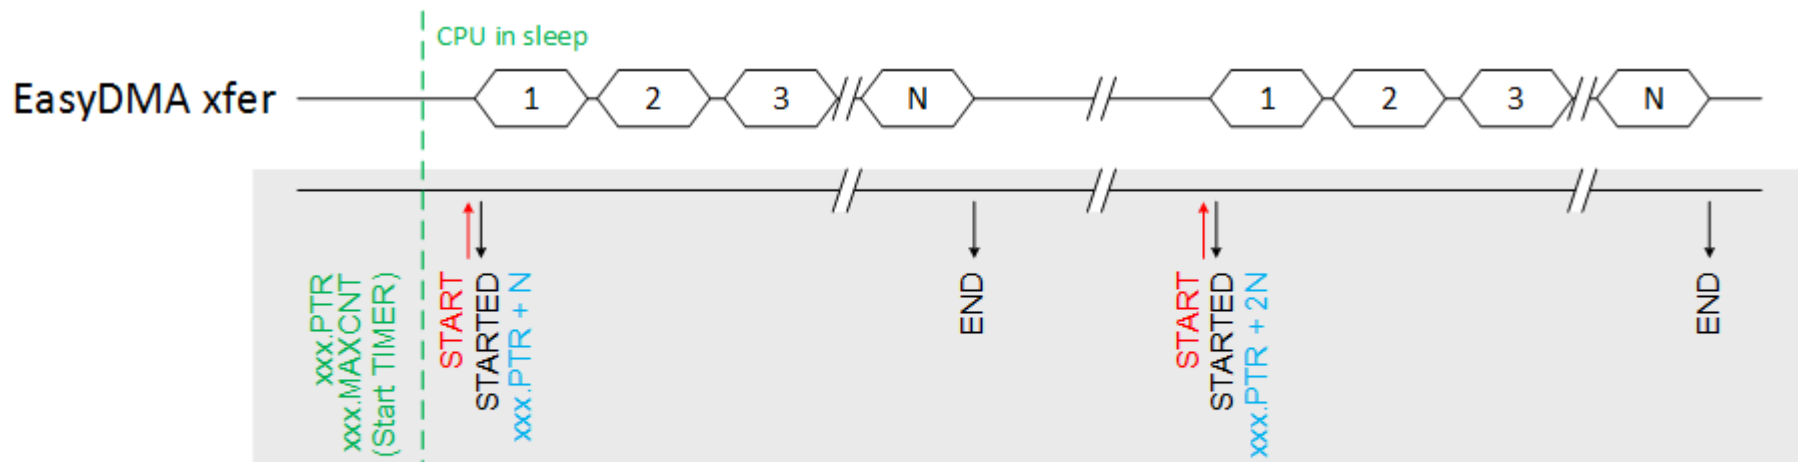 CPU in sleep
EasyDMA xfer
1
2
3
N
1
2
3
N
xxx.PTR
xxx.MAXCNT
(Start TIMER)
START
STARTED
xxx.PTR + N
END
START
STARTED
xxx.PTR + 2N
END